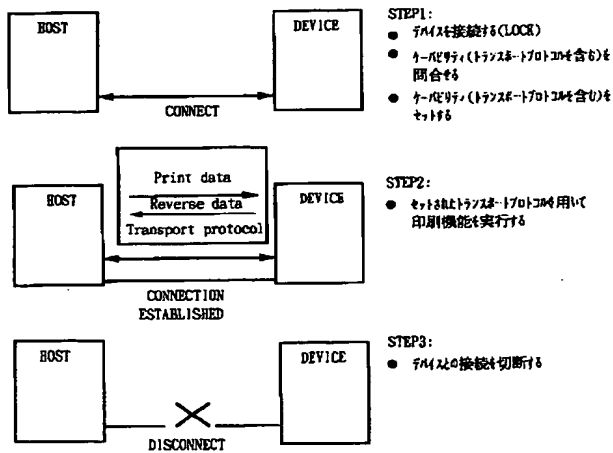 HOST
DEVICE
CONNECT
STEP1:
● デバイスを接続する(LOCK)
● ケーパビリティ(トランスポートプロトコルを含む)を
問合せる
● ケーパビリティ(トランスポートプロトコルを含む)を
セットする
HOST
Print data
Reverse data
Transport protocol
DEVICE
CONNECTION
ESTABLISHED
STEP2:
● セットされたトランスポートプロトコルを用いて
印刷機能を実行する
HOST
DEVICE
DISCONNECT
STEP3:
● デバイスとの接続を切断する